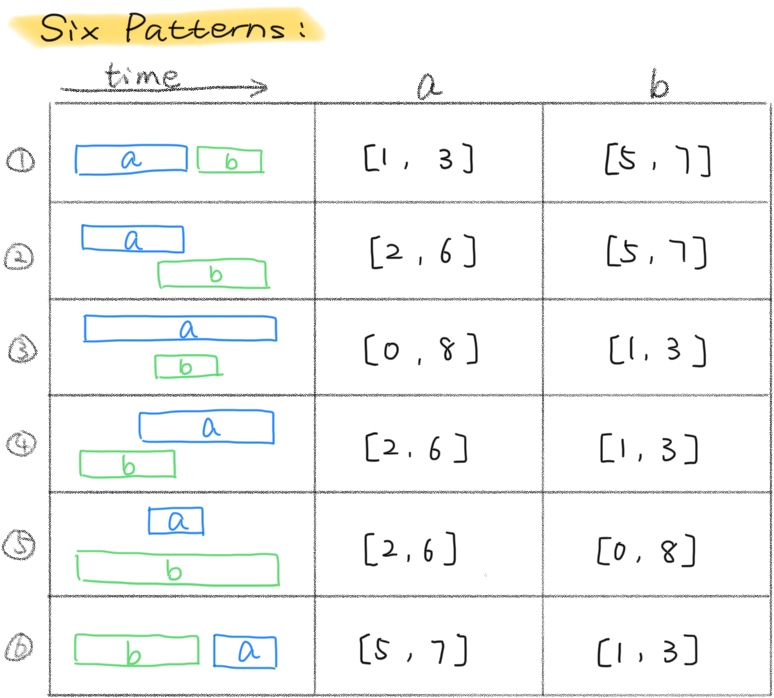 Six Patterns:
time a b
① a b [1, 3] [5, 7]
② a b [2, 6] [5, 7]
③ a b [0, 8] [1, 3]
④ a b [2. 6] [1, 3]
⑤ a b [2,6] [0, 8]
⑥ b a [5, 7] [1, 3]